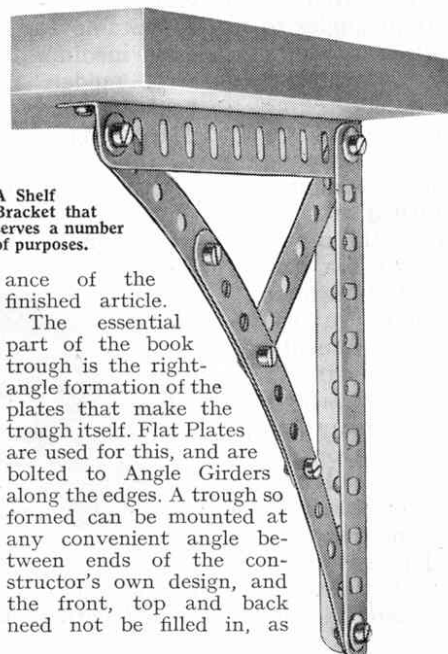 A Shelf
Bracket that
serves a number
of purposes.
ance of the
finished article.
The essential
part of the book
trough is the right-
angle formation of the
plates that make the
trough itself. Flat Plates
are used for this, and are
bolted to Angle Girders
along the edges. A trough so
formed can be mounted at
any convenient angle be-
tween ends of the con-
structor's own design, and
the front, top and back
need not be filled in, as